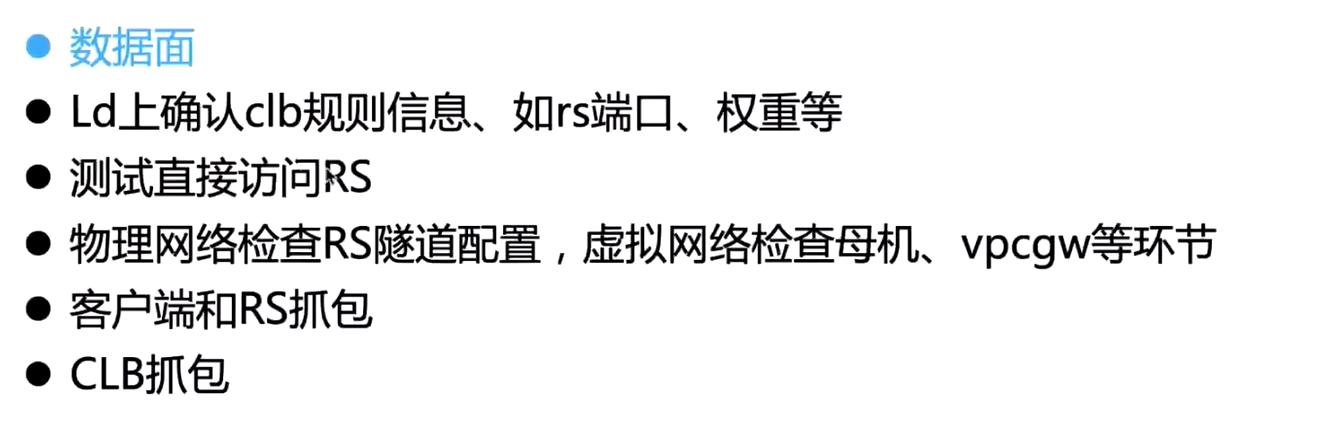 数据面
Ld上确认clb规则信息、如rs端口、权重等
测试直接访问RS
物理网络检查RS隧道配置，虚拟网络检查母机、vpcgw等环节
客户端和RS抓包
CLB抓包